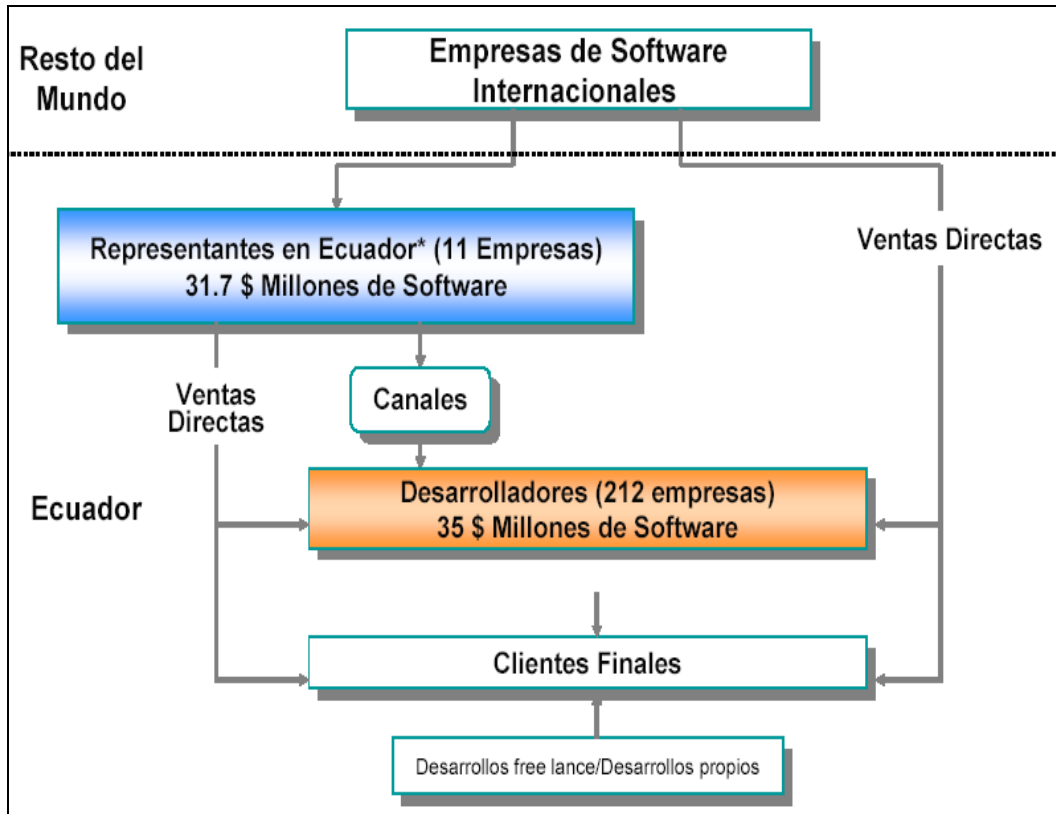 Resto del
Mundo
Empresas de Software
Internacionales
Representantes en Ecuador* (11 Empresas)
31.7 $ Millones de Software
Ventas Directas
Ventas
Directas
Canales
Ecuador
Desarrolladores (212 empresas)
35 $ Millones de Software
Clientes Finales
Desarrollos free lance/Desarrollos propios